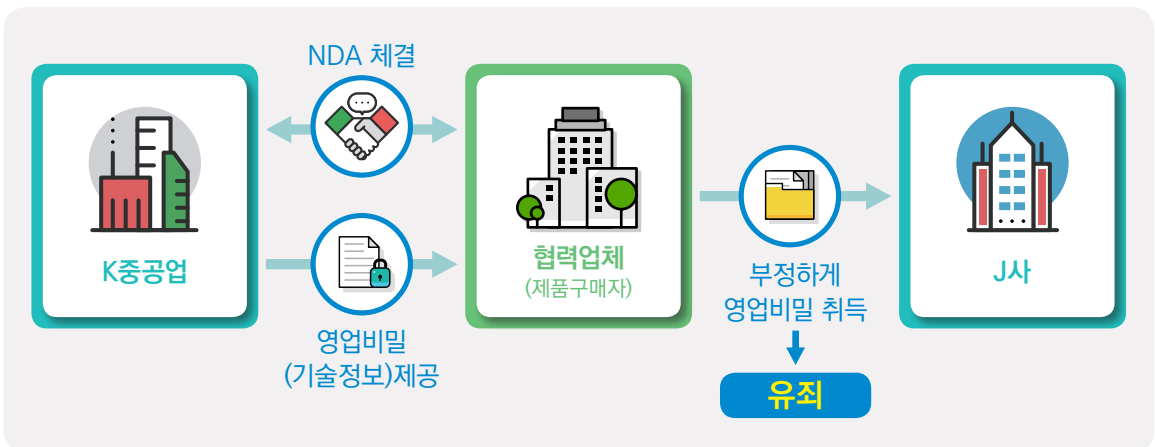 NDA 체결
K중공업
영업비밀
(기술정보)제공
협력업체
(제품구매자)
부정하게
영업비밀 취득
유죄
J사